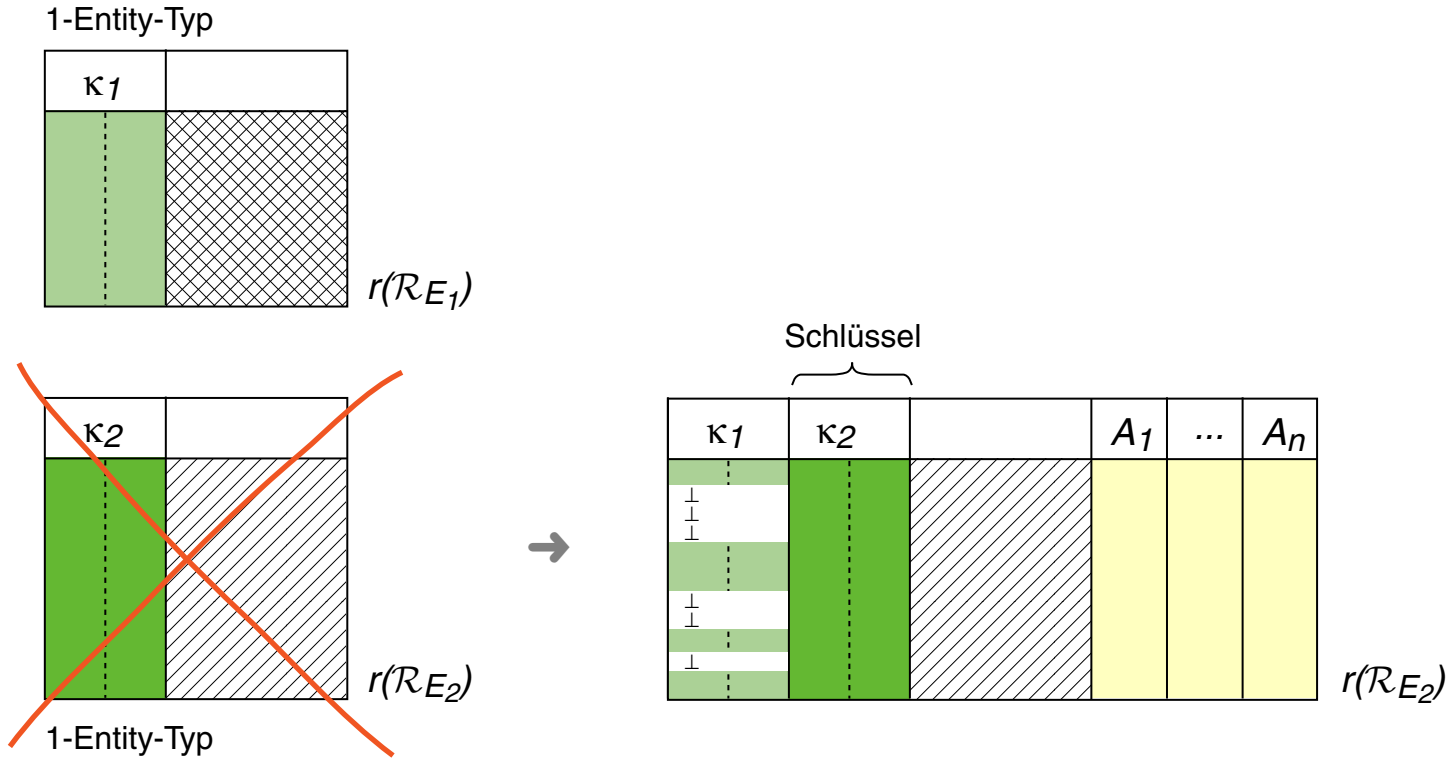 1-Entity-Typ
κ1
r(ℛE1)
Schlüssel
κ2
κ1 κ2 A1 ... An
⊥
⊥
⊥
⊥
⊥
⊥
r(ℛE2)
r(ℛE2)
1-Entity-Typ